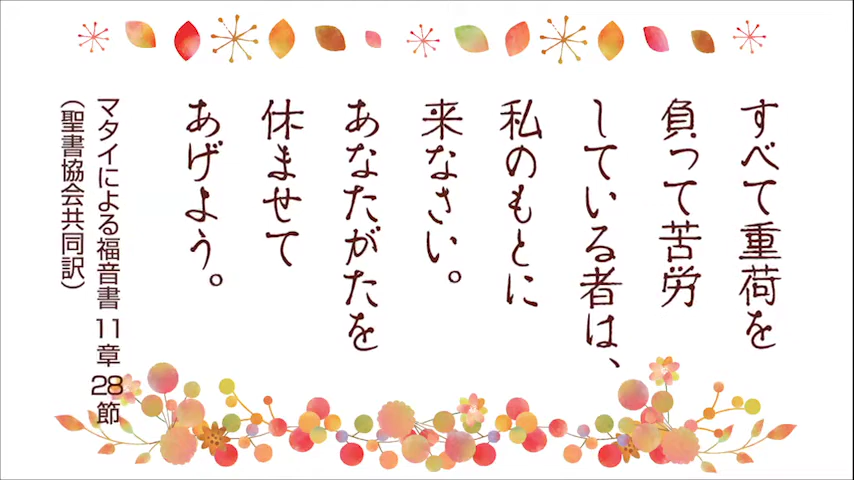 すべて重荷を
負って苦労
している者は、
私のもとに
来なさい。
あなたがたを
休ませて
あげよう。
マタイによる福音書 11章 28節
(聖書協会共同訳)